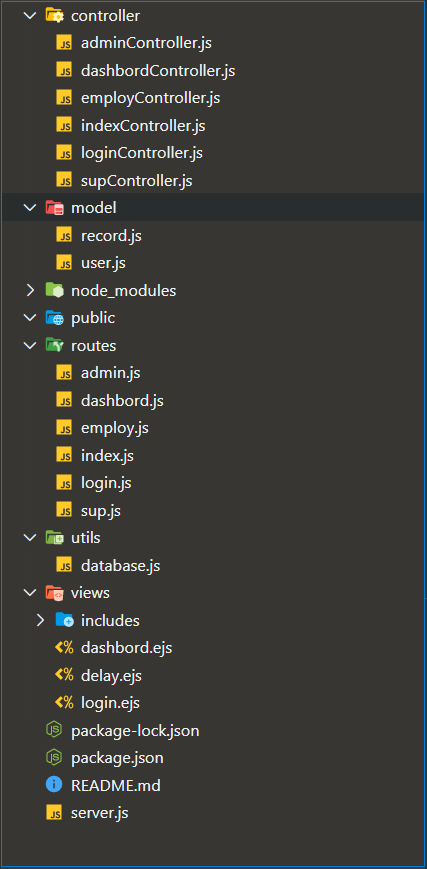 controller
adminController.js
dashbordController.js
employController.js
indexController.js
loginController.js
supController.js
model
record.js
user.js
node_modules
public
routes
admin.js
dashbord.js
employ.js
index.js
login.js
sup.js
utils
database.js
views
includes
dashbord.ejs
delay.ejs
login.ejs
package-lock.json
package.json
README.md
server.js